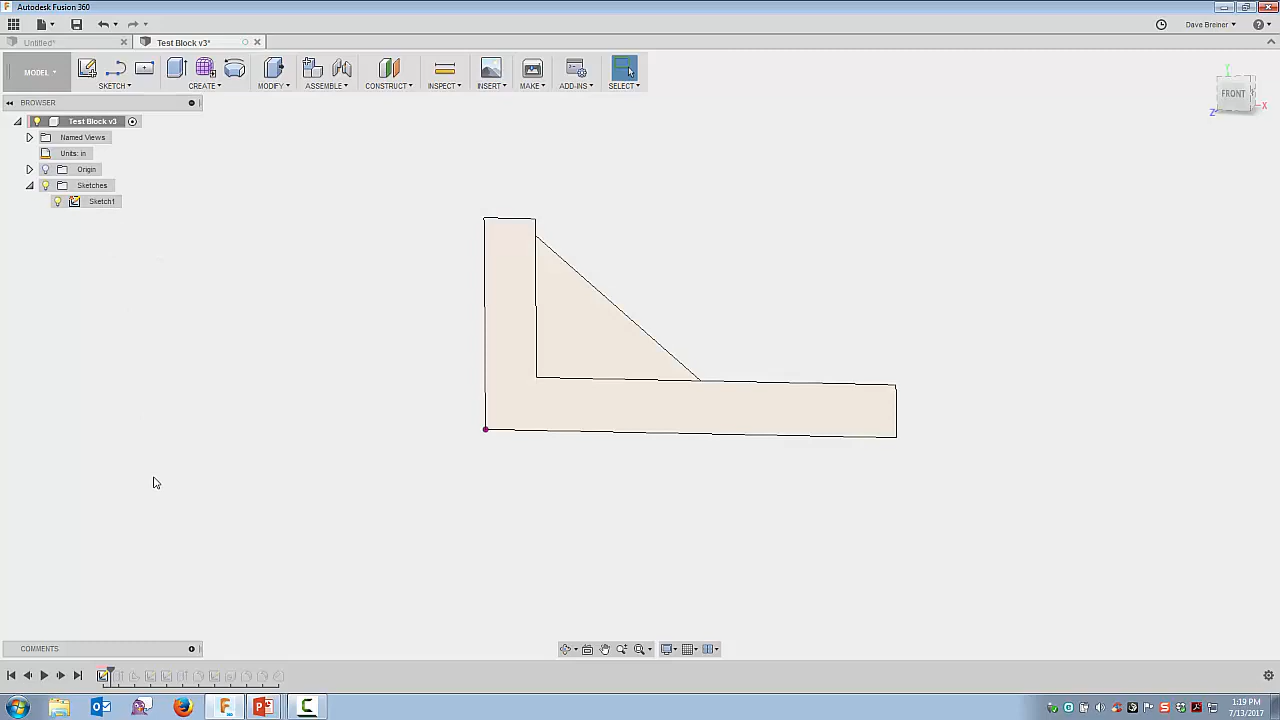 Autodesk Fusion 360
Dave Breiner
Untitled*
Test Block v3*
MODEL
SKETCH
CREATE
MODIFY
ASSEMBLE
CONSTRUCT
INSPECT
INSERT
MAKE
ADD-INS
SELECT
Y
FRONT
X
Z
BROWSER
Test Block v3
Named Views
Units: in
Origin
Sketches
Sketch1
COMMENTS
1:19 PM
7/13/2017